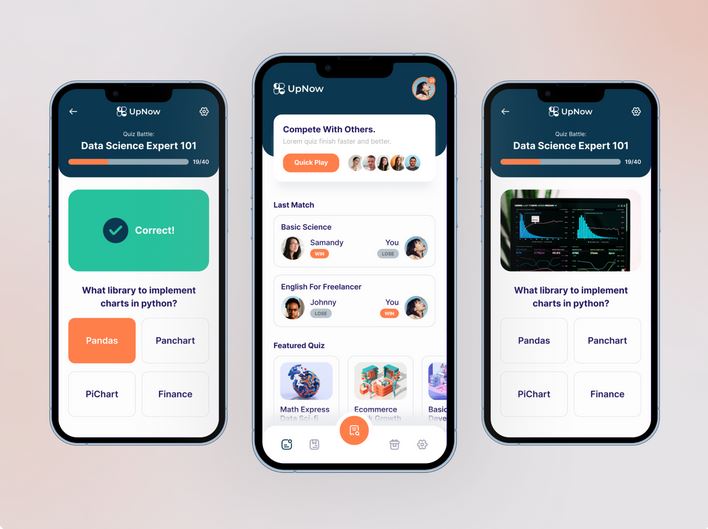 UpNow
Quiz Battle:
Data Science Expert 101
19/40
Correct!
What library to implement
charts in python?
Pandas
Panchart
PiChart
Finance
UpNow
Compete With Others.
Lorem quiz finish faster and better.
Quick Play
Last Match
Basic Science
Samandy
WIN
You
LOSE
English For Freelancer
Johnny
LOSE
You
WIN
Featured Quiz
Math Express
Data Sci-fi
Ecommerce
Growth
Basic
UpNow
Quiz Battle:
Data Science Expert 101
19/40
What library to implement
charts in python?
Pandas
Panchart
PiChart
Finance